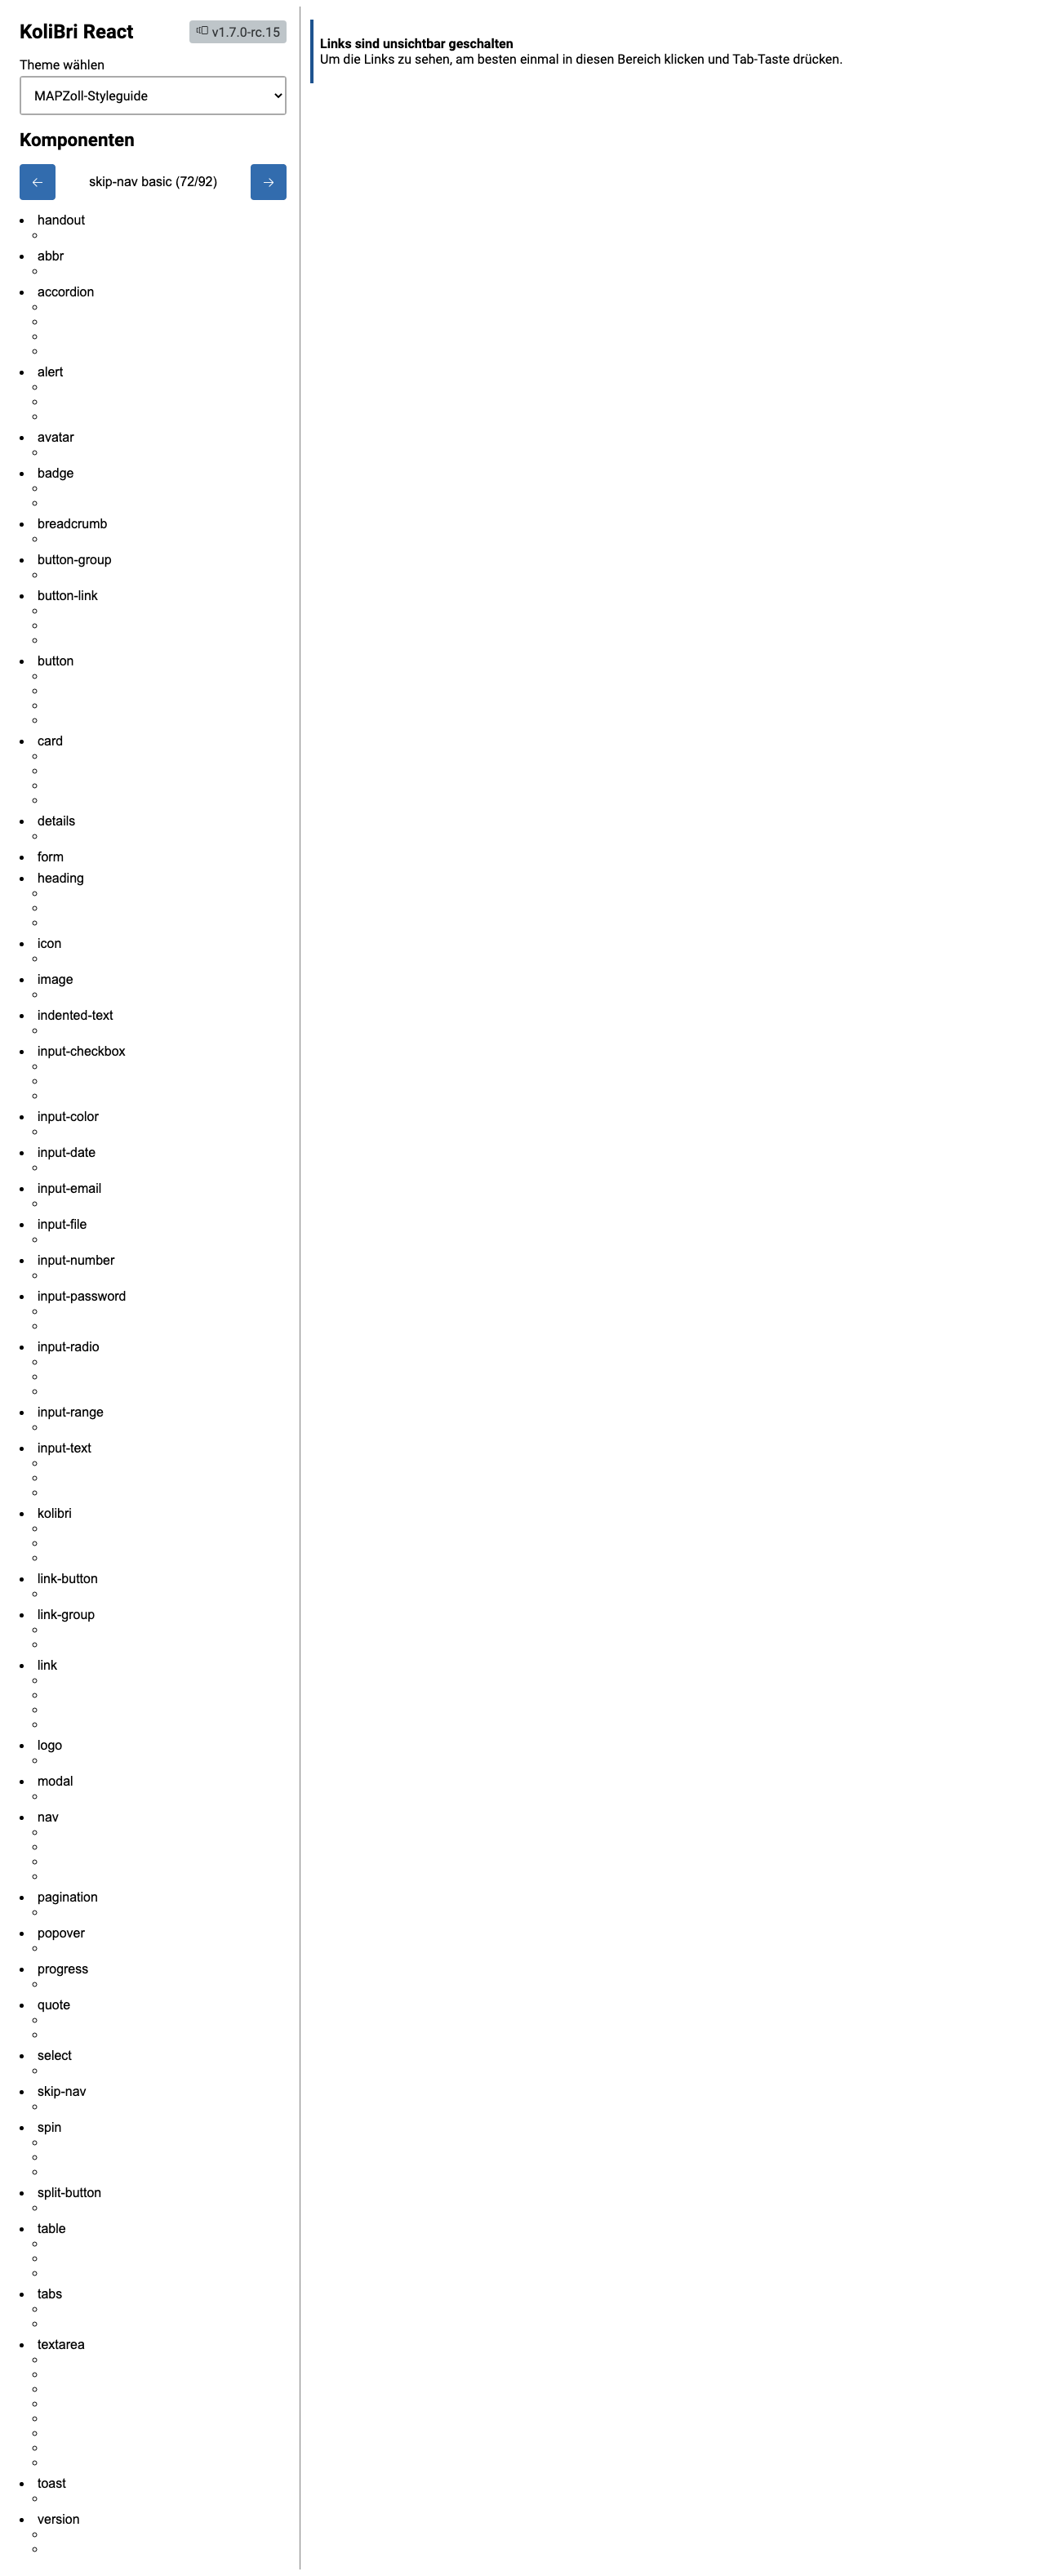 KoliBri React
v1.7.0-rc.15
Theme wählen
MAPZoll-Styleguide
Komponenten
← skip-nav basic (72/92) →
handout
abbr
accordion
alert
avatar
badge
breadcrumb
button-group
button-link
button
card
details
form
heading
icon
image
indented-text
input-checkbox
input-color
input-date
input-email
input-file
input-number
input-password
input-radio
input-range
input-text
kolibri
link-button
link-group
link
logo
modal
nav
pagination
popover
progress
quote
select
skip-nav
spin
split-button
table
tabs
textarea
toast
version
Links sind unsichtbar geschalten
Um die Links zu sehen, am besten einmal in diesen Bereich klicken und Tab-Taste drücken.